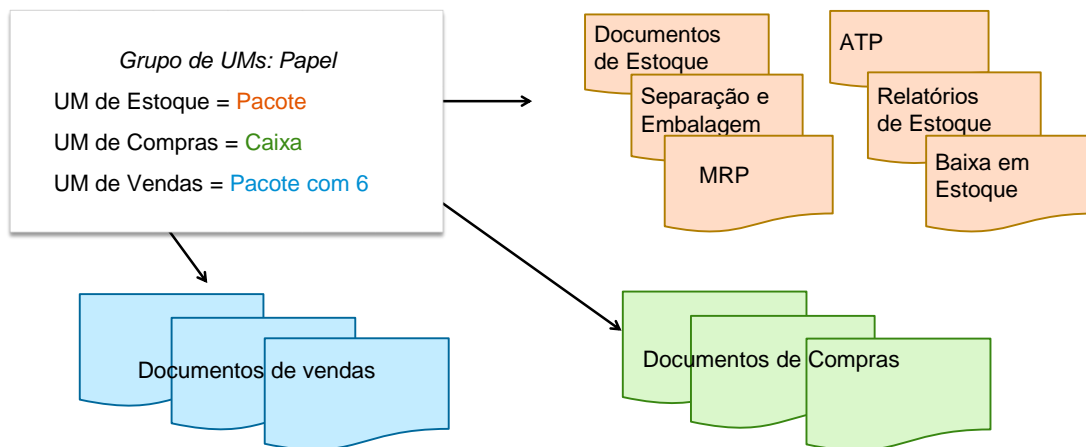 Grupo de UMs: Papel
UM de Estoque = Pacote
UM de Compras = Caixa
UM de Vendas = Pacote com 6
Documentos
de Estoque
Separação e
Embalagem
MRP
ATP
Relatórios
de Estoque
Baixa em
Estoque
Documentos de vendas
Documentos de Compras